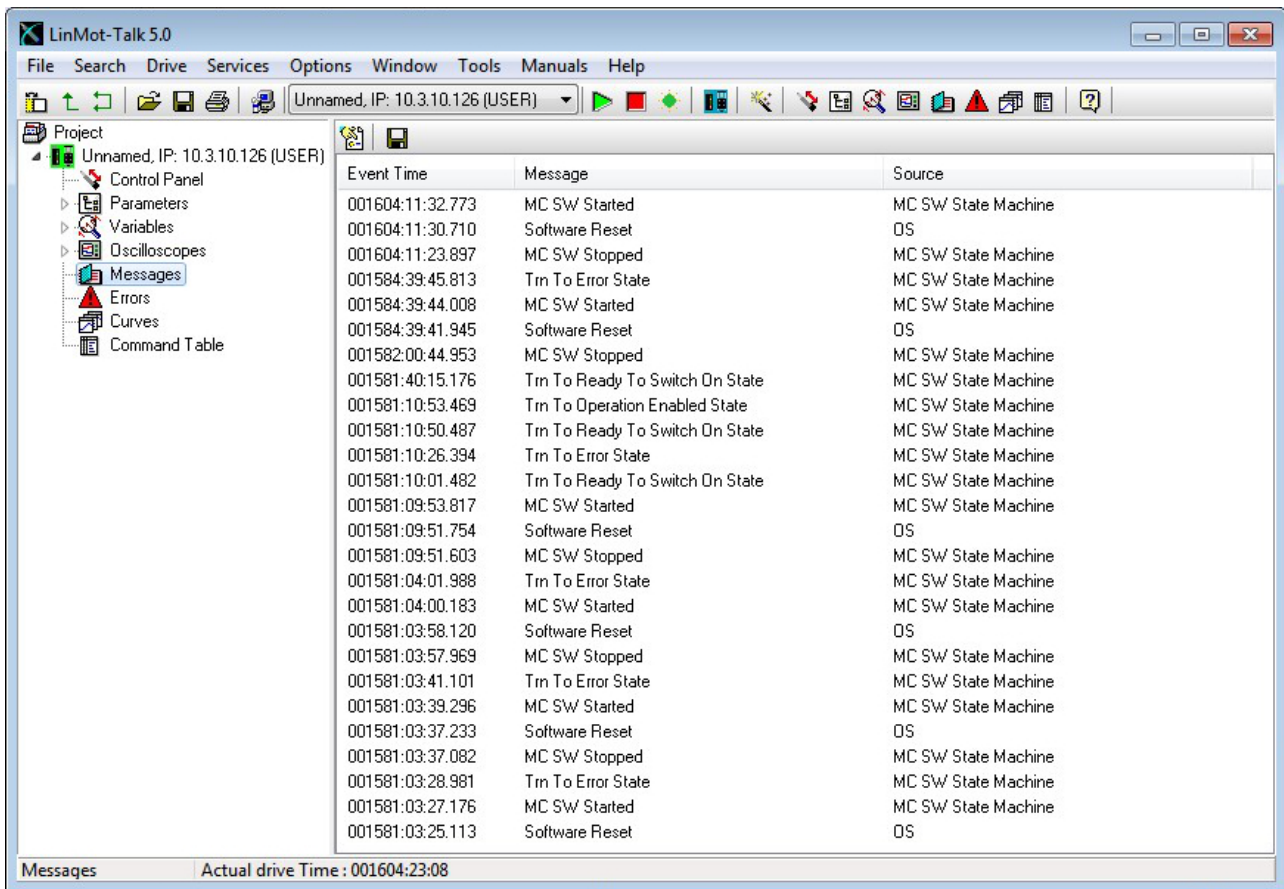 LinMot-Talk 5.0
File Search Drive Services Options Window Tools Manuals Help
Unnamed, IP: 10.3.10.126 (USER)
Project
Unnamed, IP: 10.3.10.126 (USER)
Control Panel
Parameters
Variables
Oscilloscopes
Messages
Errors
Curves
Command Table
Event Time Message Source
001604:11:32.773 MC SW Started MC SW State Machine
001604:11:30.710 Software Reset OS
001604:11:23.897 MC SW Stopped MC SW State Machine
001584:39:45.813 Trn To Error State MC SW State Machine
001584:39:44.008 MC SW Started MC SW State Machine
001584:39:41.945 Software Reset OS
001582:00:44.953 MC SW Stopped MC SW State Machine
001581:40:15.176 Trn To Ready To Switch On State MC SW State Machine
001581:10:53.469 Trn To Operation Enabled State MC SW State Machine
001581:10:50.487 Trn To Ready To Switch On State MC SW State Machine
001581:10:26.394 Trn To Error State MC SW State Machine
001581:10:01.482 Trn To Ready To Switch On State MC SW State Machine
001581:09:53.817 MC SW Started MC SW State Machine
001581:09:51.754 Software Reset OS
001581:09:51.603 MC SW Stopped MC SW State Machine
001581:04:01.988 Trn To Error State MC SW State Machine
001581:04:00.183 MC SW Started MC SW State Machine
001581:03:58.120 Software Reset OS
001581:03:57.969 MC SW Stopped MC SW State Machine
001581:03:41.101 Trn To Error State MC SW State Machine
001581:03:39.296 MC SW Started MC SW State Machine
001581:03:37.233 Software Reset OS
001581:03:37.082 MC SW Stopped MC SW State Machine
001581:03:28.981 Trn To Error State MC SW State Machine
001581:03:27.176 MC SW Started MC SW State Machine
001581:03:25.113 Software Reset OS
Messages Actual drive Time : 001604:23:08